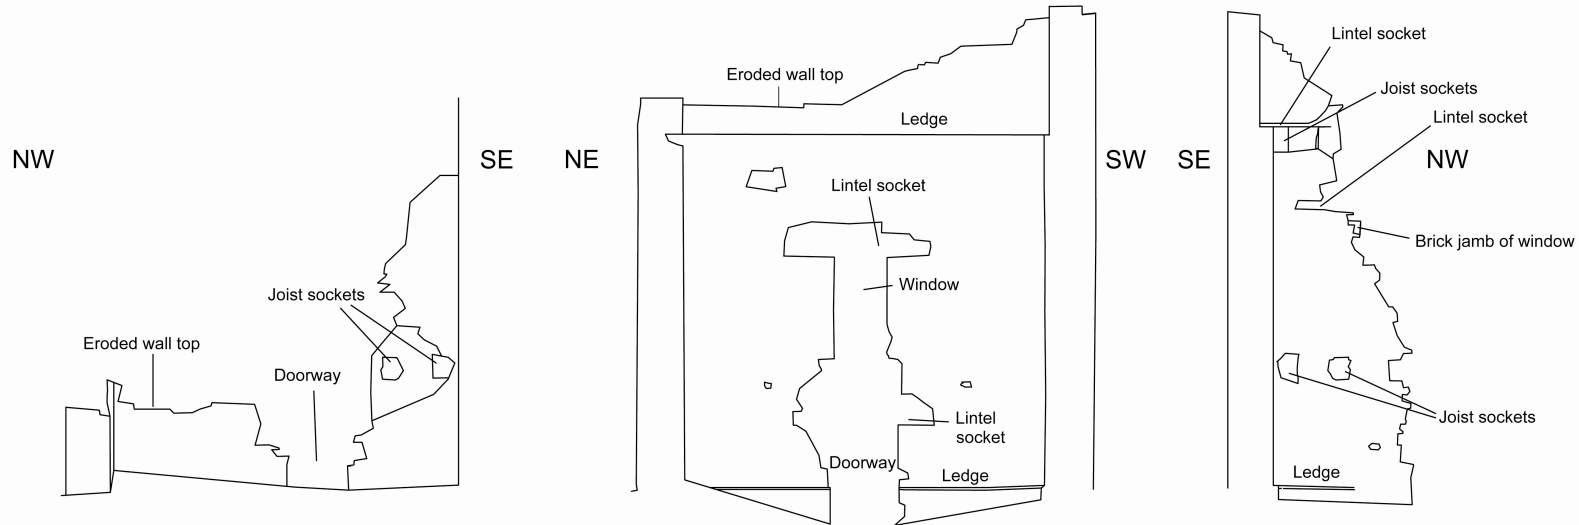 NW
Eroded wall top
Doorway
Joist sockets
SE
NE
Eroded wall top
Ledge
Lintel socket
Window
Lintel
socket
Doorway
Ledge
SW
SE
Lintel socket
Joist sockets
Lintel socket
NW
Brick jamb of window
Joist sockets
Ledge